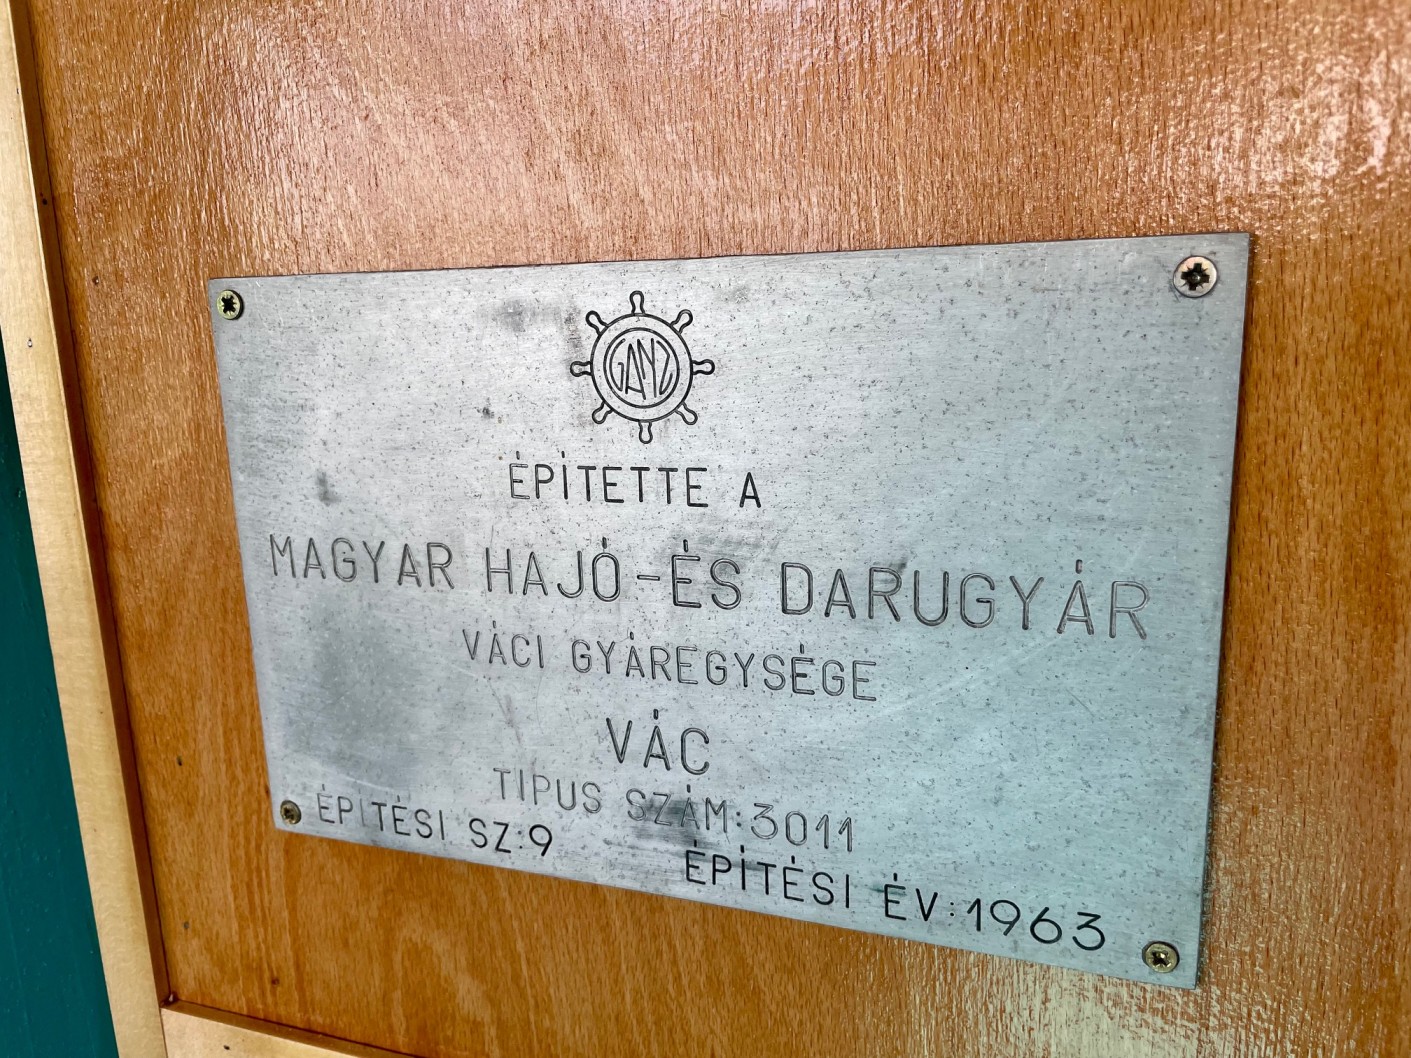 GANZ
ÉPÍTETTE A
MAGYAR HAJÓ-ÉS DARUGYÁR
VÁCI GYÁREGYSÉGE
VÁC
TIPUS SZÁM:3011
ÉPÍTÉSI SZ:9
ÉPÍTÉSI ÉV:1963